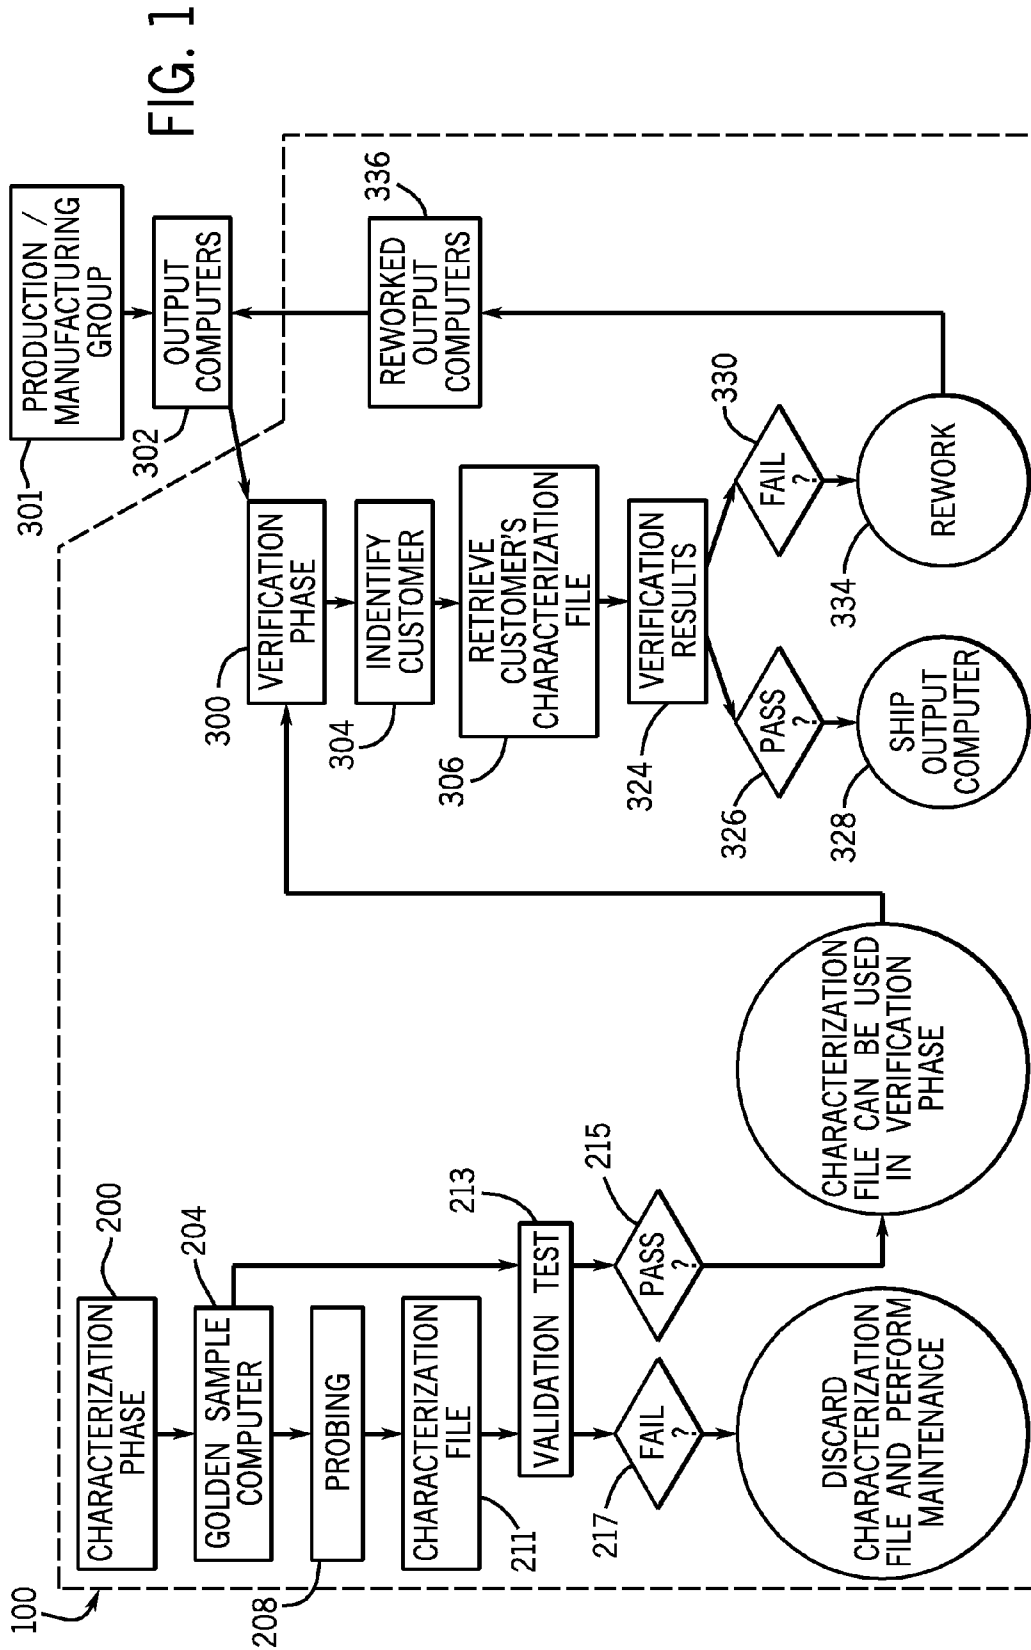 FIG. 1
100
CHARACTERIZATION
PHASE
200
GOLDEN SAMPLE
COMPUTER
204
PROBING
208
CHARACTERIZATION
FILE
211
VALIDATION TEST
213
FAIL
?
217
PASS
?
215
DISCARD
CHARACTERIZATION
FILE AND PERFORM
MAINTENANCE
CHARACTERIZATION
FILE CAN BE USED
IN VERIFICATION
PHASE
301
PRODUCTION /
MANUFACTURING
GROUP
302
OUTPUT
COMPUTERS
300
VERIFICATION
PHASE
304
INDENTIFY
CUSTOMER
306
RETRIEVE
CUSTOMER'S
CHARACTERIZATION
FILE
324
VERIFICATION
RESULTS
326
PASS
?
330
FAIL
?
328
SHIP
OUTPUT
COMPUTER
334
REWORK
336
REWORKED
OUTPUT
COMPUTERS